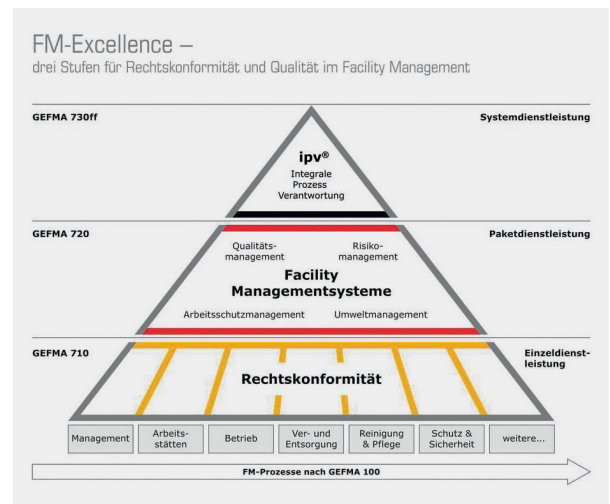 FM-Excellence –
drei Stufen für Rechtskonformität und Qualität im Facility Management
GEFMA 730ff
Systemdienstleistung
ipv®
Integrale
Prozess
Verantwortung
GEFMA 720
Paketdienstleistung
Qualitäts-
management
Risiko-
management
Facility
Managementsysteme
Arbeitsschutzmanagement
Umweltmanagement
GEFMA 710
Einzeldienst-
leistung
Rechtskonformität
Management
Arbeits-
stätten
Betrieb
Ver- und
Entsorgung
Reinigung
& Pflege
Schutz &
Sicherheit
weitere...
FM-Prozesse nach GEFMA 100